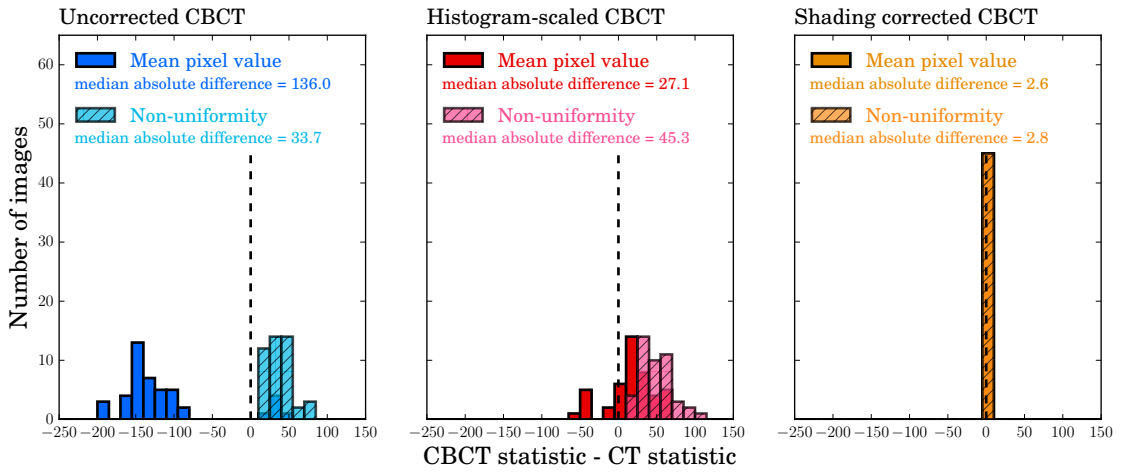 Uncorrected CBCT
Histogram-scaled CBCT
Shading corrected CBCT
Number of images
60
50
40
30
20
10
0
Mean pixel value
median absolute difference = 136.0
Non-uniformity
median absolute difference = 33.7
−250 −200 −150 −100 −50 0 50 100 150
Mean pixel value
median absolute difference = 27.1
Non-uniformity
median absolute difference = 45.3
−250 −200 −150 −100 −50 0 50 100 150
Mean pixel value
median absolute difference = 2.6
Non-uniformity
median absolute difference = 2.8
−250 −200 −150 −100 −50 0 50 100 150
CBCT statistic - CT statistic